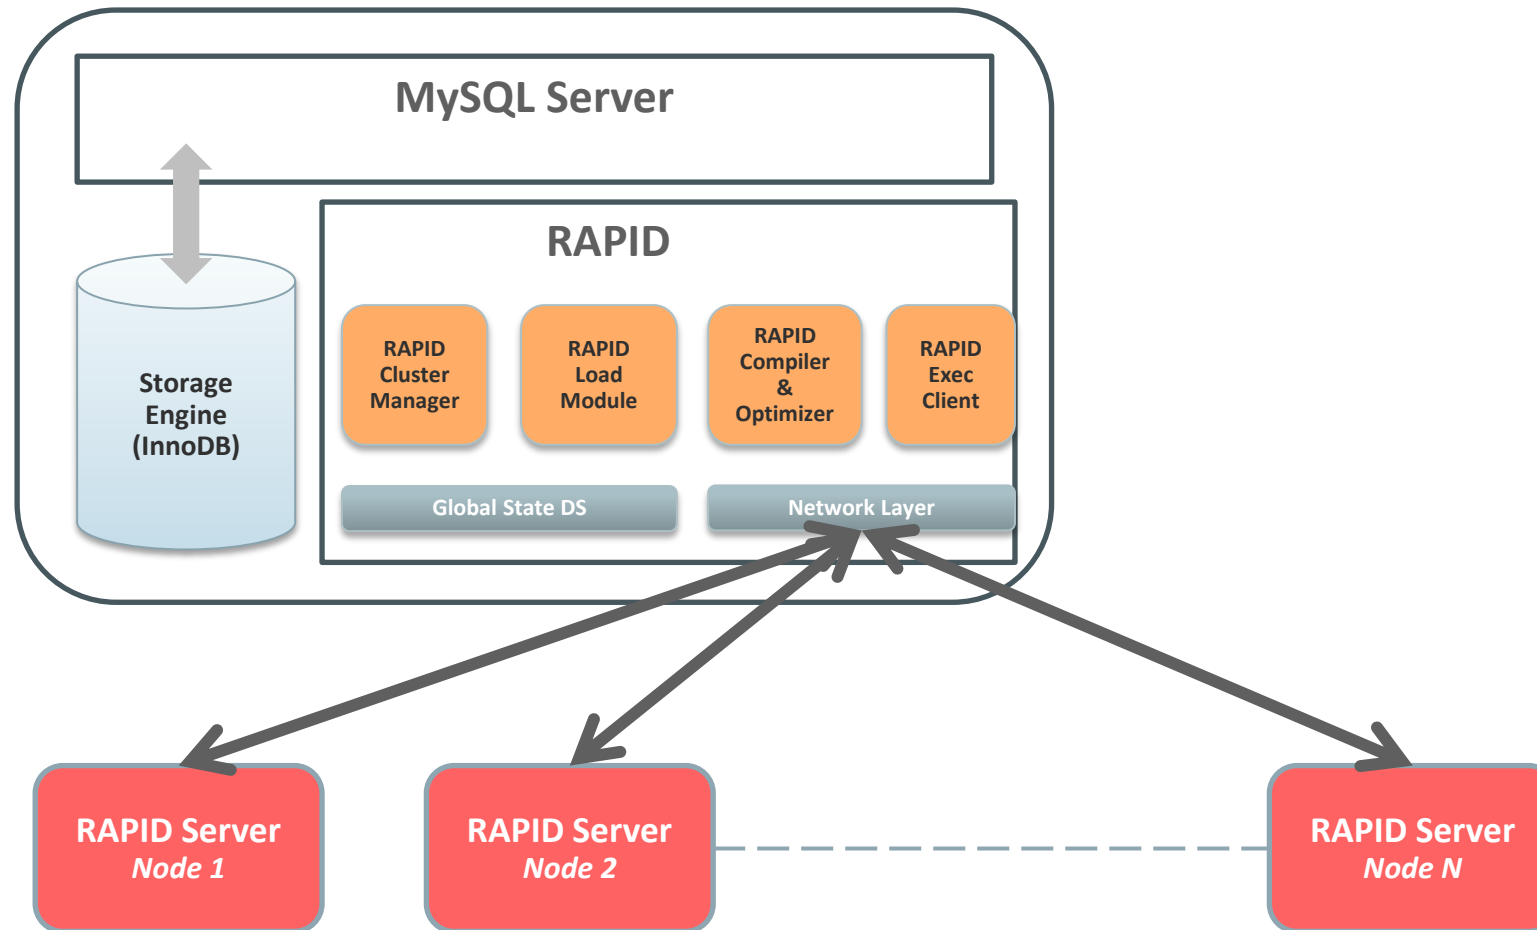 MySQL Server
RAPID
Storage
Engine
(InnoDB)
RAPID
Cluster
Manager
RAPID
Load
Module
RAPID
Compiler
&
Optimizer
RAPID
Exec
Client
Global State DS
Network Layer
RAPID Server
Node 1
RAPID Server
Node 2
RAPID Server
Node N